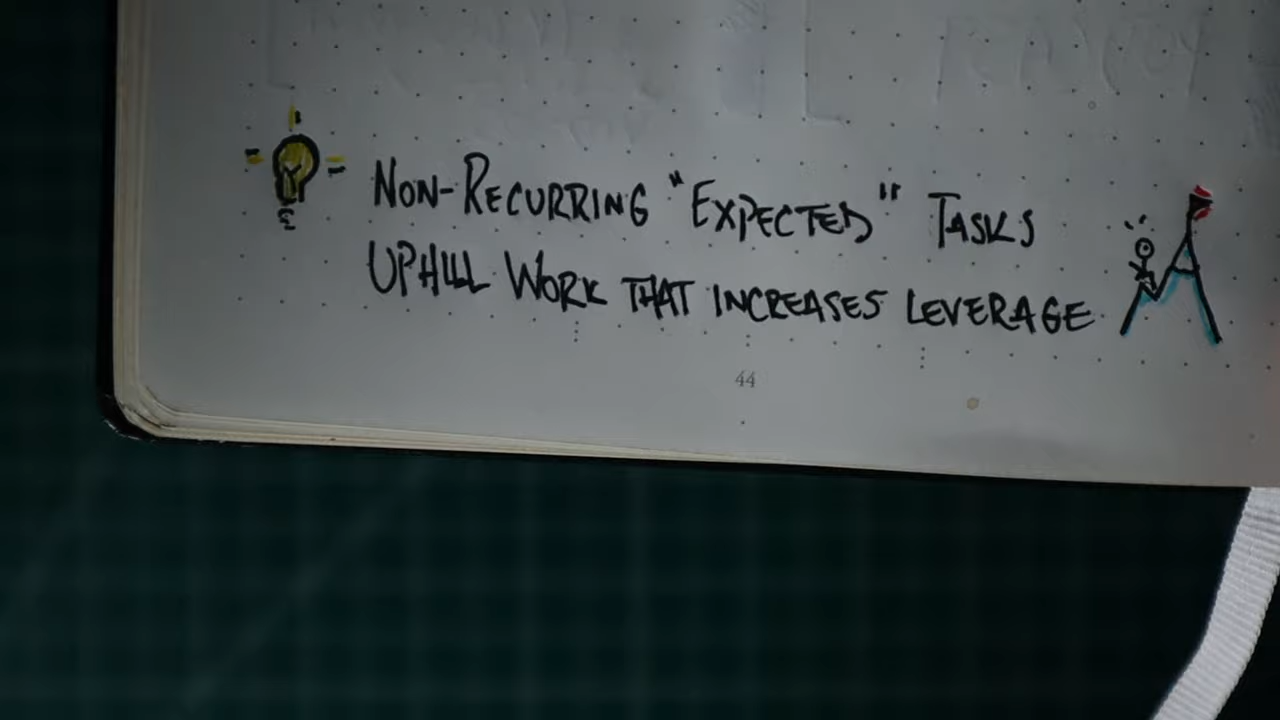 NON-RECURRING "EXPECTED" TASKS
UPHILL WORK THAT INCREASES LEVERAGE
44